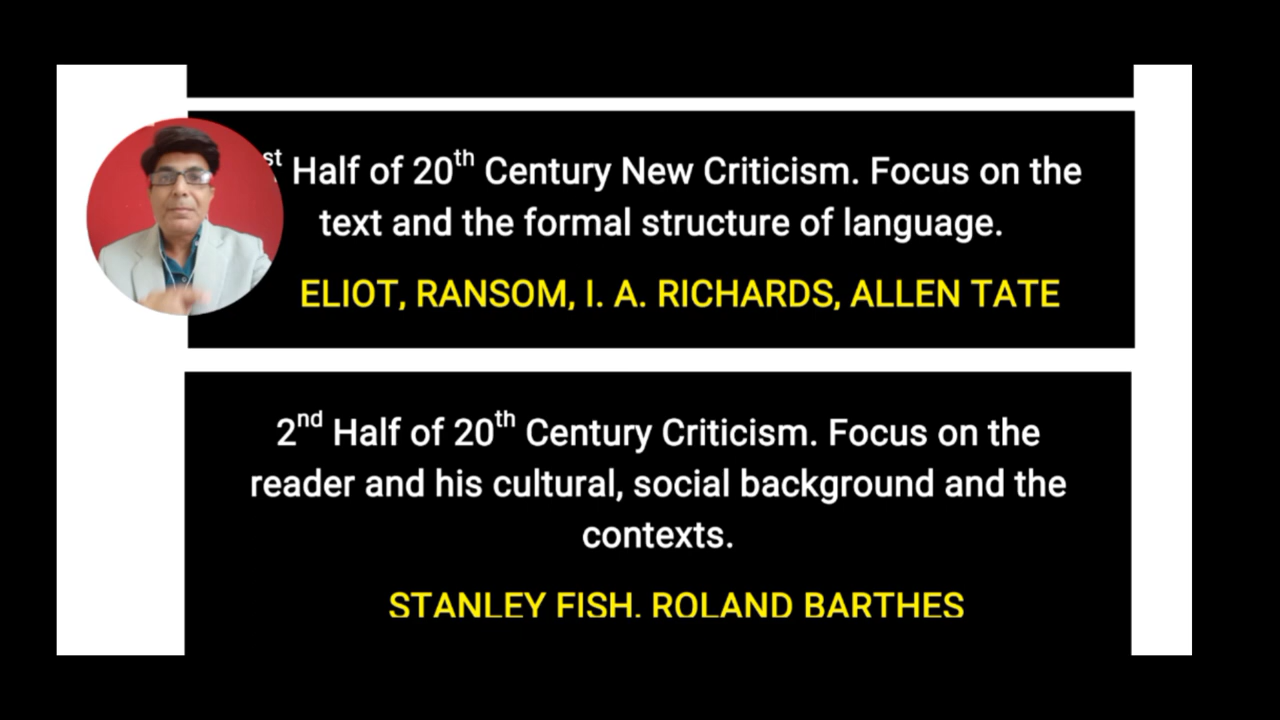 st Half of 20th Century New Criticism. Focus on the
text and the formal structure of language.
ELIOT, RANSOM, I. A. RICHARDS, ALLEN TATE
2nd Half of 20th Century Criticism. Focus on the
reader and his cultural, social background and the
contexts.
STANLEY FISH. ROLAND BARTHES